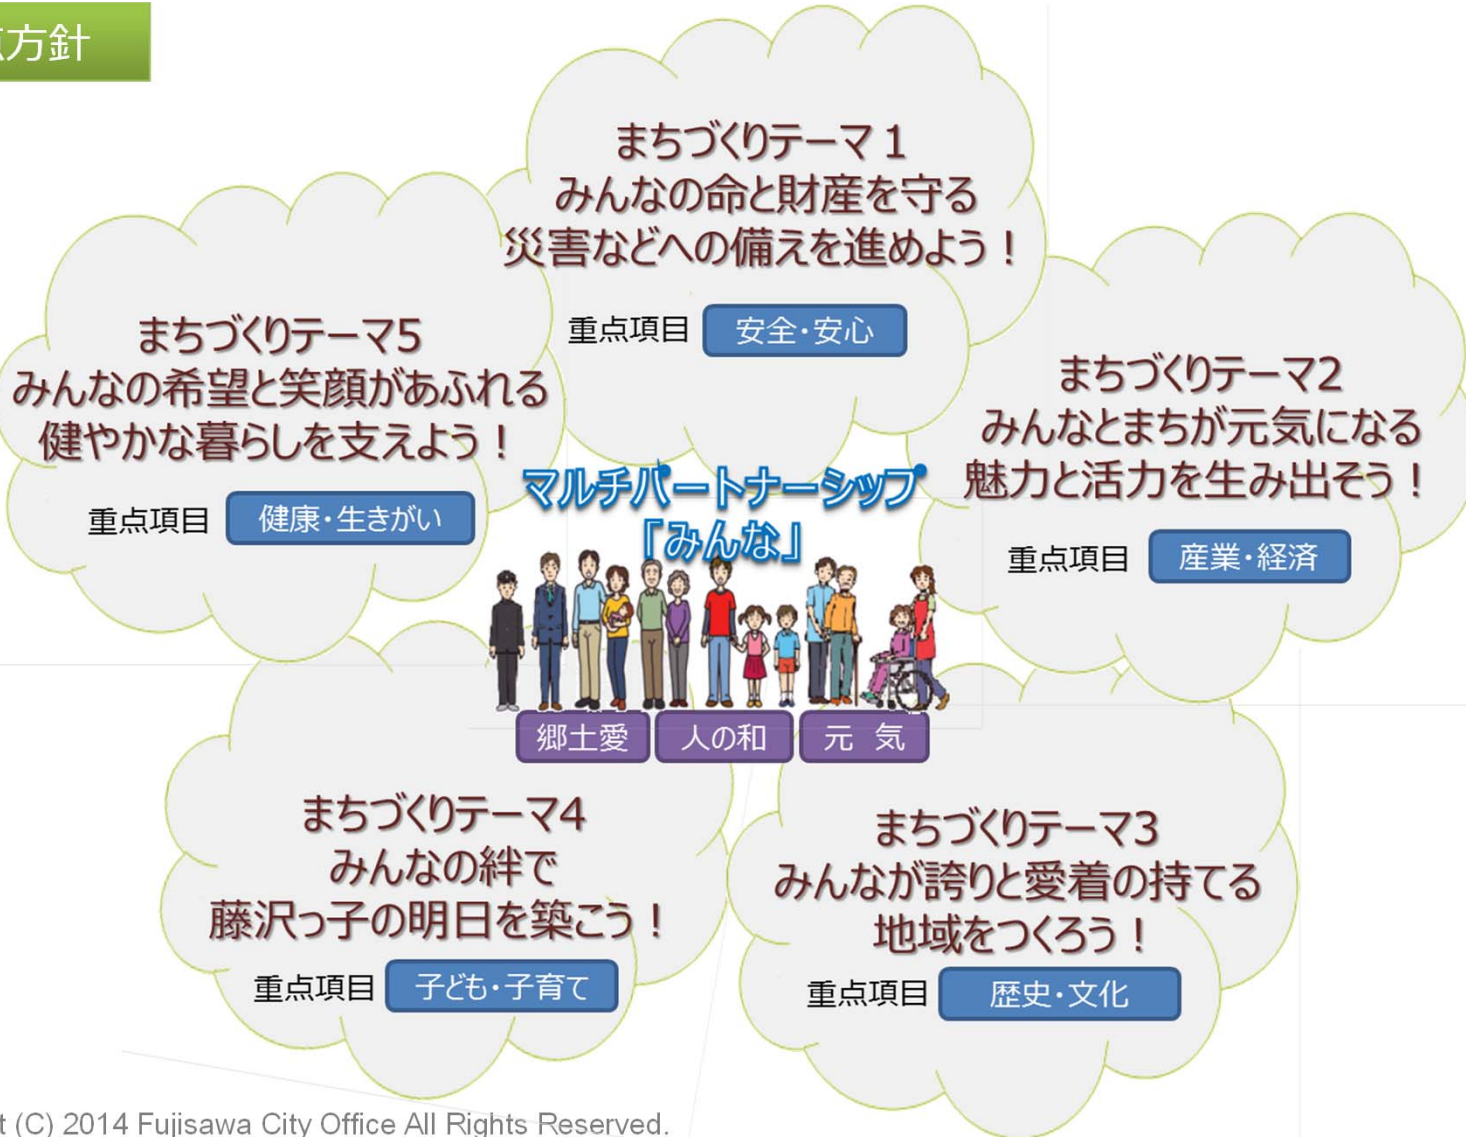 点方針
まちづくりテーマ１
みんなの命と財産を守る
災害などへの備えを進めよう！
重点項目 安全・安心
まちづくりテーマ5
みんなの希望と笑顔があふれる
健やかな暮らしを支えよう！
重点項目 健康・生きがい
まちづくりテーマ2
みんなとまちが元気になる
魅力と活力を生み出そう！
重点項目 産業・経済
マルチパートナーシップ
「みんな」
郷土愛 人の和 元 気
まちづくりテーマ4
みんなの絆で
藤沢っ子の明日を築こう！
重点項目 子ども・子育て
まちづくりテーマ3
みんなが誇りと愛着の持てる
地域をつくろう！
重点項目 歴史・文化
t (C) 2014 Fujisawa City Office All Rights Reserved.